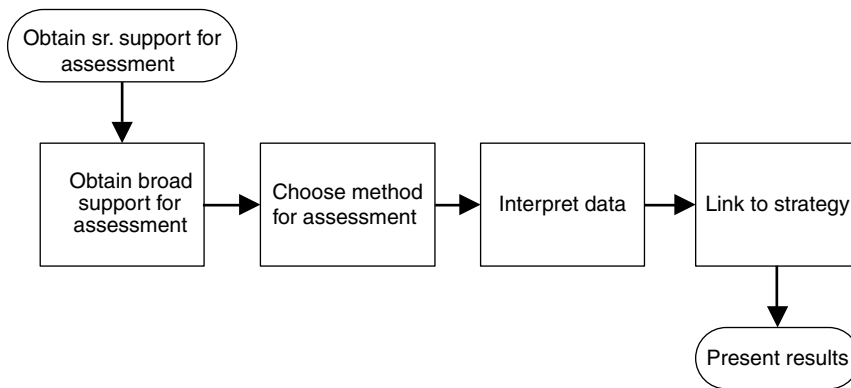 Obtain sr. support for
assessment
Obtain broad
support for
assessment
Choose method
for assessment
Interpret data
Link to strategy
Present results